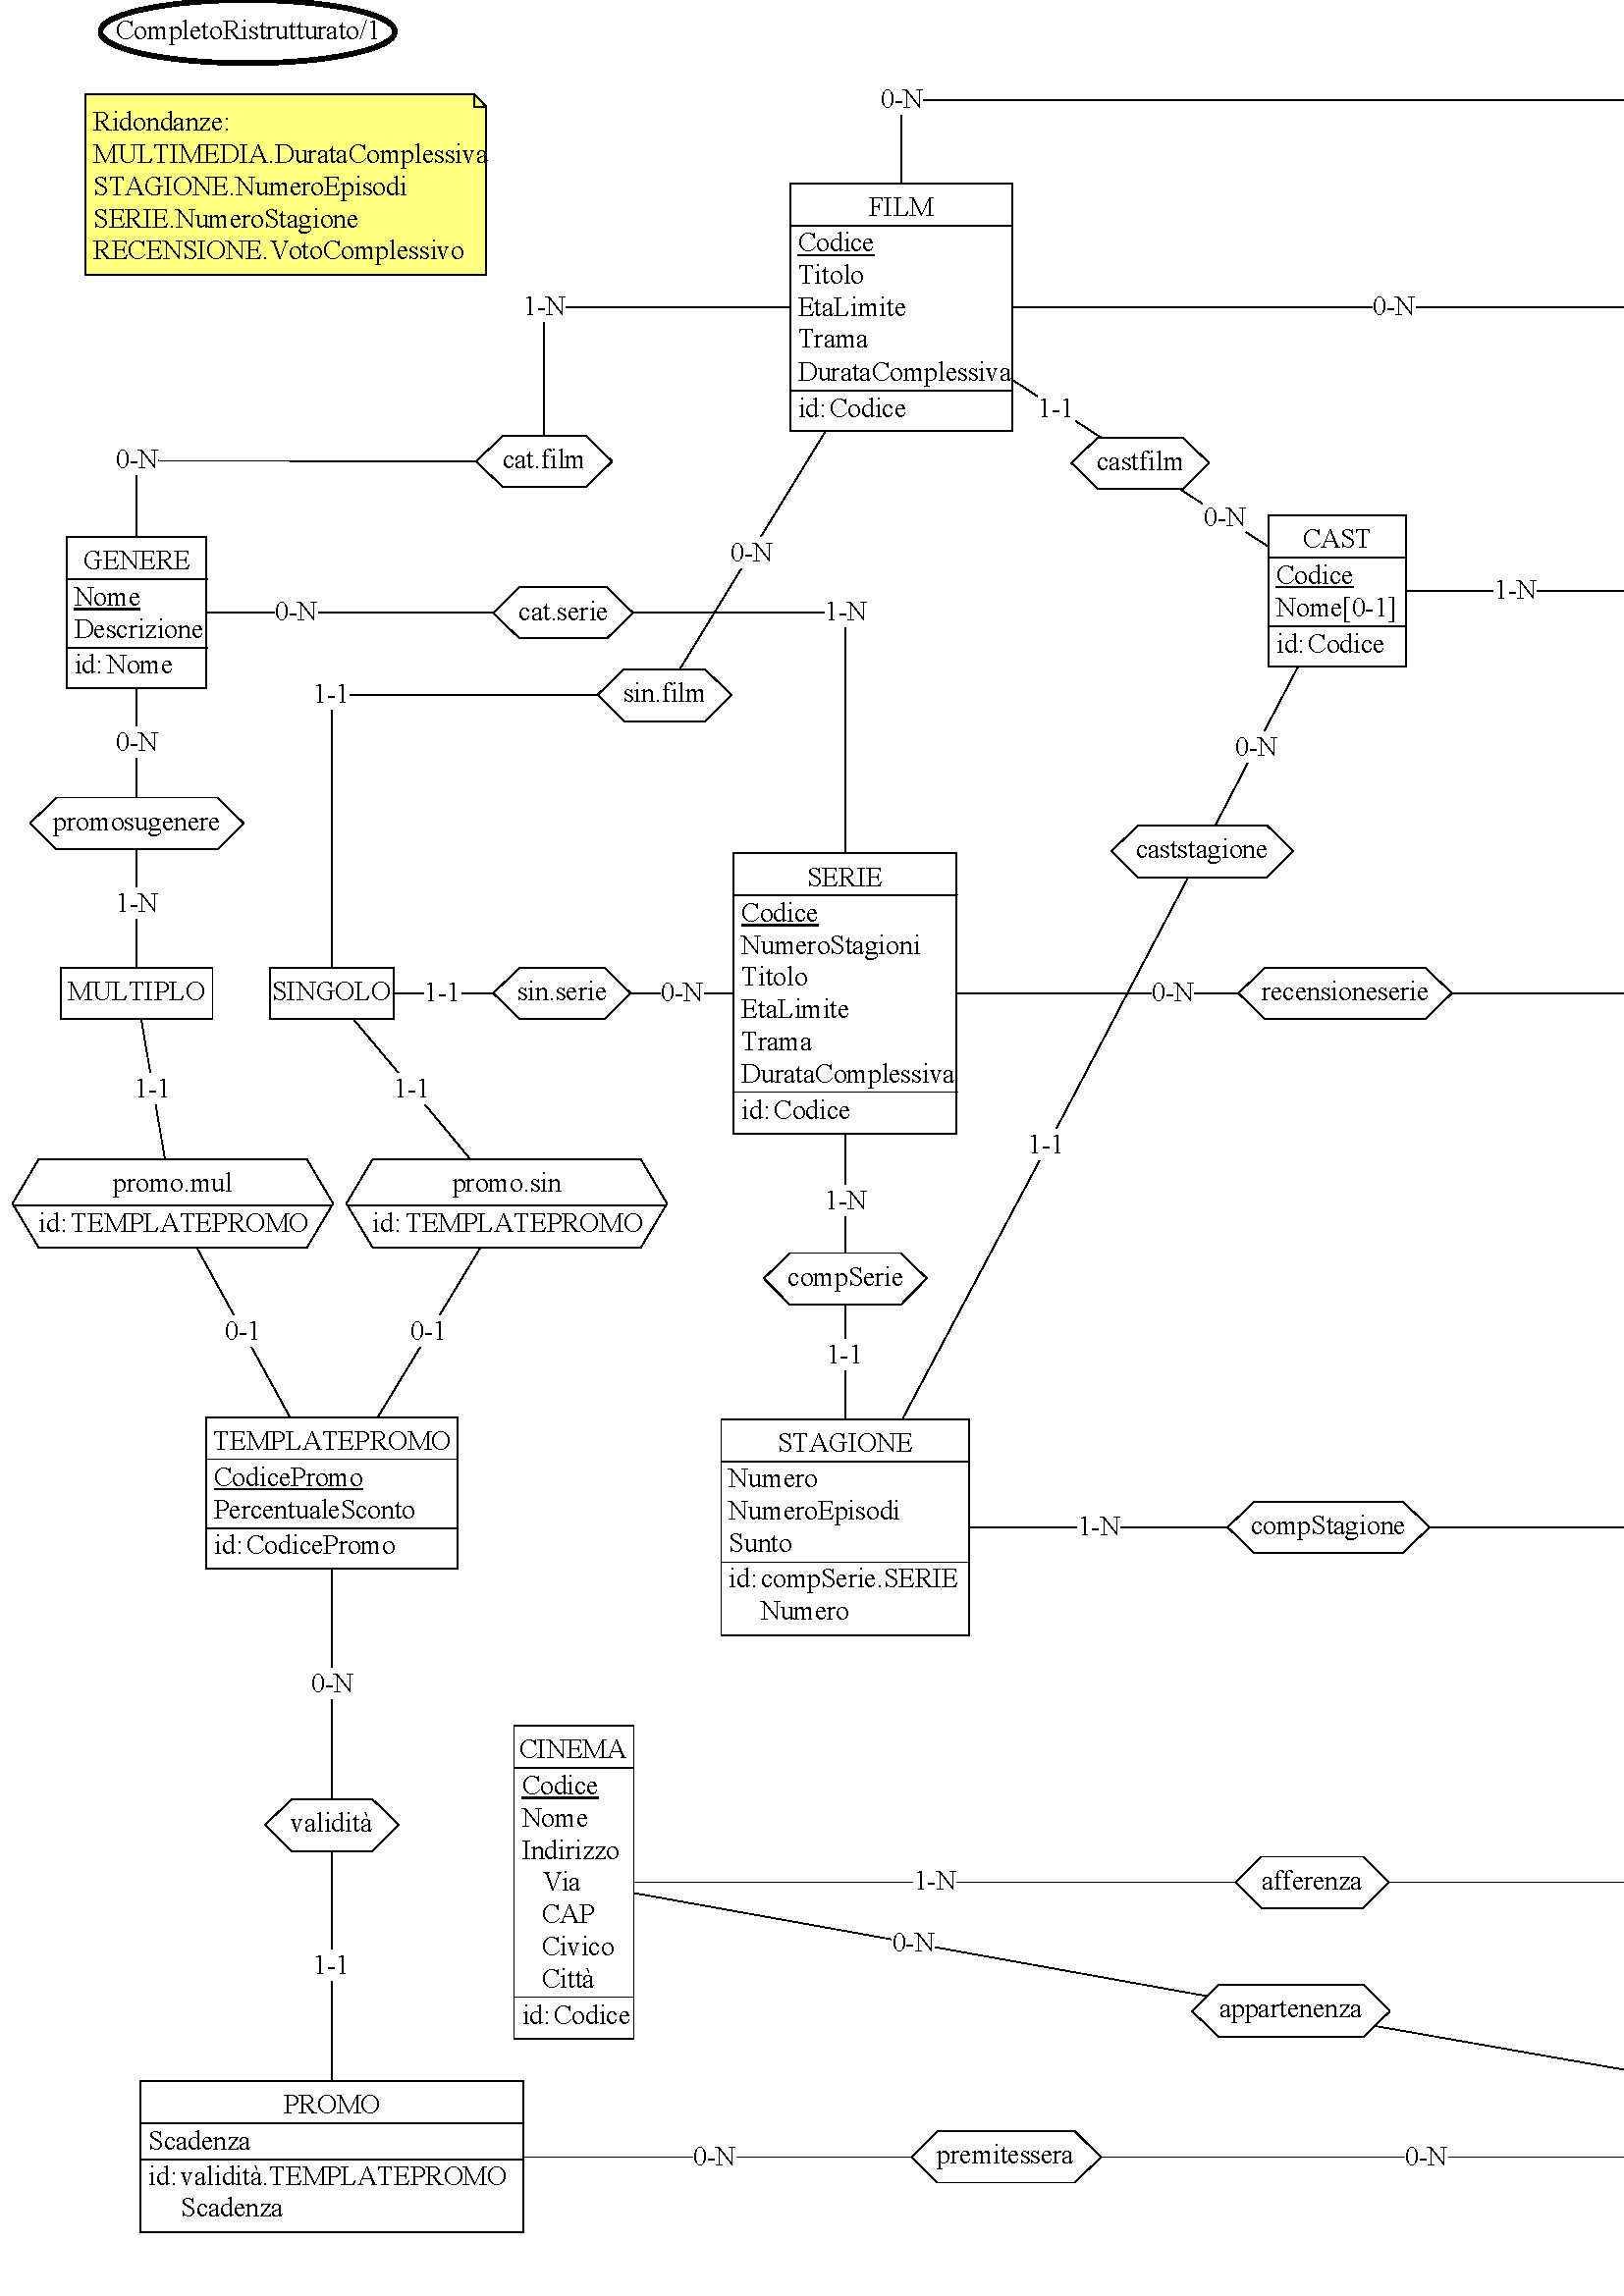 CompletoRistrutturato/1
Ridondanze:
MULTIMEDIA.DurataComplessiva
STAGIONE.NumeroEpisodi
SERIE.NumeroStagione
RECENSIONE.VotoComplessivo
0-N
FILM
Codice
Titolo
EtaLimite
Trama
DurataComplessiva
id: Codice
1-N
0-N
1-1
castfilm
0-N
cat.film
0-N
0-N
CAST
Codice
Nome[0-1]
id: Codice
1-N
GENERE
Nome
Descrizione
id: Nome
0-N
cat.serie
1-N
1-1
sin.film
0-N
promosugenere
1-N
0-N
caststagione
SERIE
Codice
NumeroStagioni
Titolo
EtaLimite
Trama
DurataComplessiva
id: Codice
MULTIPLO
SINGOLO
1-1
sin.serie
0-N
0-N
recensioneserie
1-1
1-1
1-1
promo.mul
id: TEMPLATEPROMO
promo.sin
id: TEMPLATEPROMO
1-N
compSerie
1-1
0-1
0-1
TEMPLATEPROMO
CodicePromo
PercentualeSconto
id: CodicePromo
STAGIONE
Numero
NumeroEpisodi
Sunto
id: compSerie.SERIE
Numero
1-N
compStagione
0-N
validità
1-1
CINEMA
Codice
Nome
Indirizzo
Via
CAP
Civico
Città
id: Codice
1-N
afferenza
0-N
appartenenza
PROMO
Scadenza
id: validità.TEMPLATEPROMO
Scadenza
0-N
premitessera
0-N